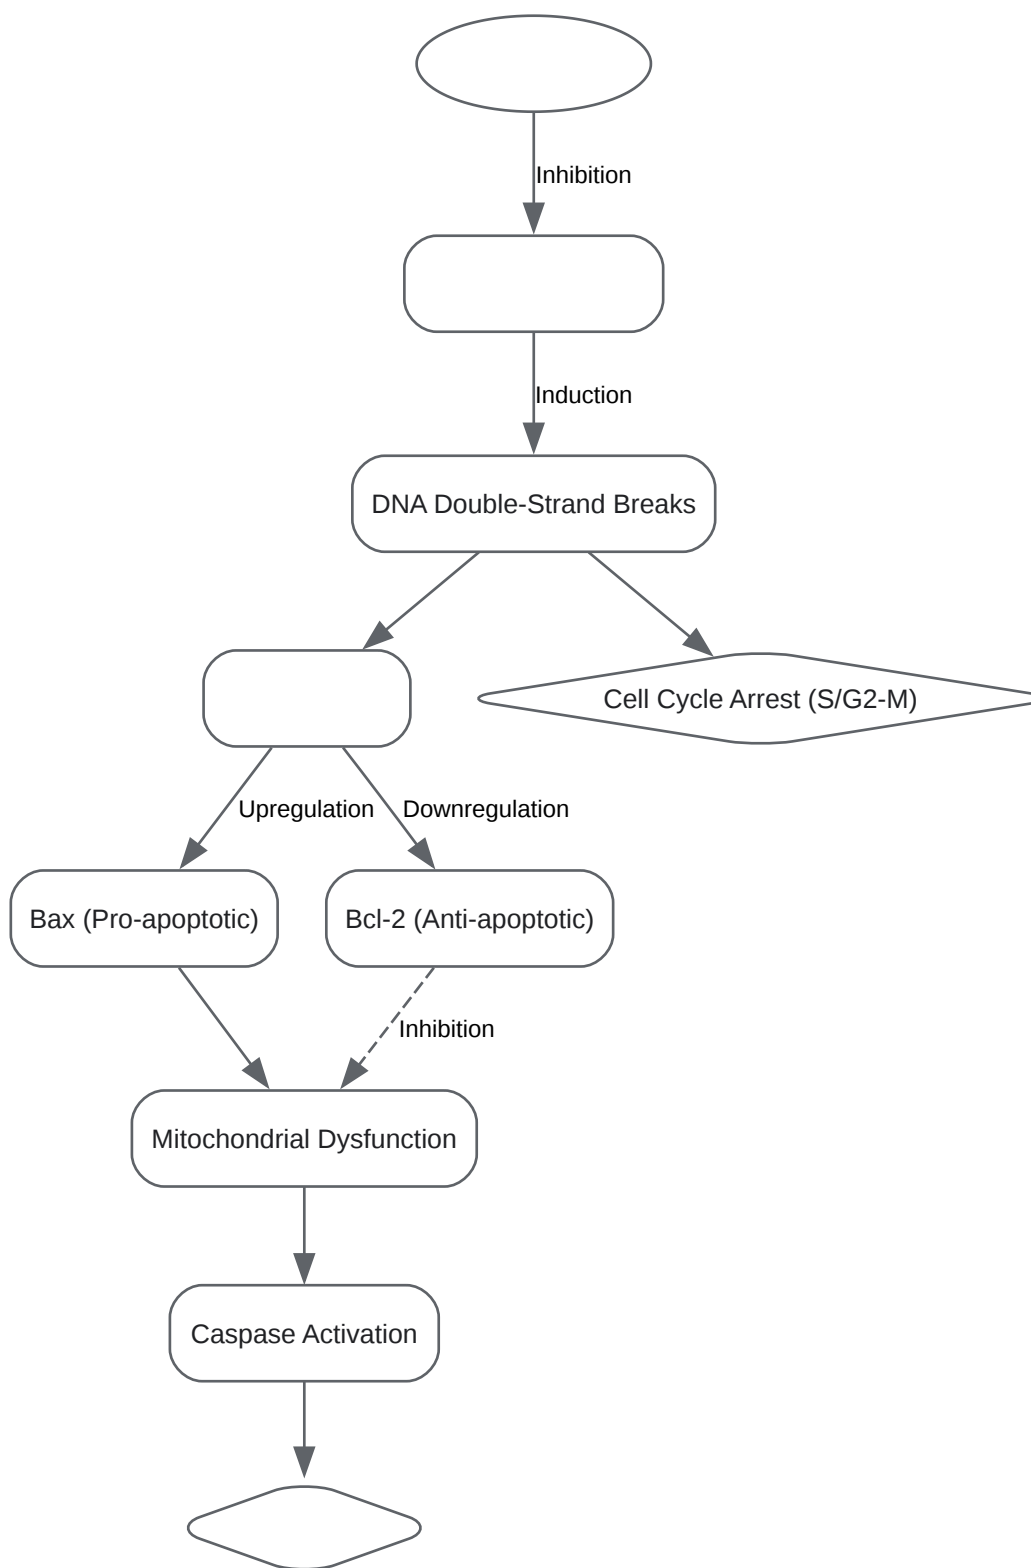 Inhibition
Induction
DNA Double-Strand Breaks
Cell Cycle Arrest (S/G2-M)
Upregulation
Downregulation
Bax (Pro-apoptotic)
Bcl-2 (Anti-apoptotic)
Inhibition
Mitochondrial Dysfunction
Caspase Activation